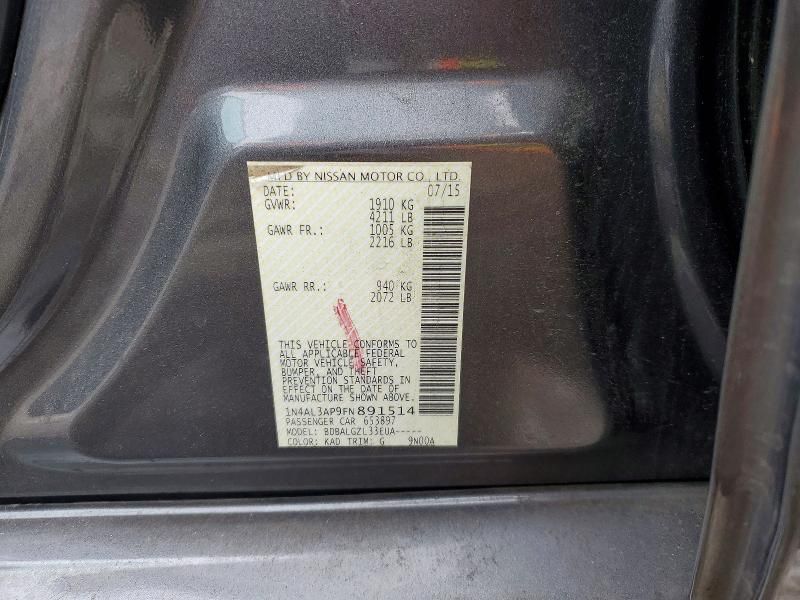 MFD BY NISSAN MOTOR CO., LTD.
DATE: 07/15
GVWR: 1910 KG
4211 LB
GAWR FR.: 1005 KG
2216 LB
GAWR RR.: 940 KG
2072 LB
THIS VEHICLE CONFORMS TO
ALL APPLICABLE FEDERAL
MOTOR VEHICLE SAFETY,
BUMPER, AND THEFT
PREVENTION STANDARDS IN
EFFECT ON THE DATE OF
MANUFACTURE SHOWN ABOVE.
1N4AL3AP9FN891514
PASSENGER CAR 653897
MODEL: BDBALGZL33EUA-----
COLOR: KAD TRIM: G 9N00A